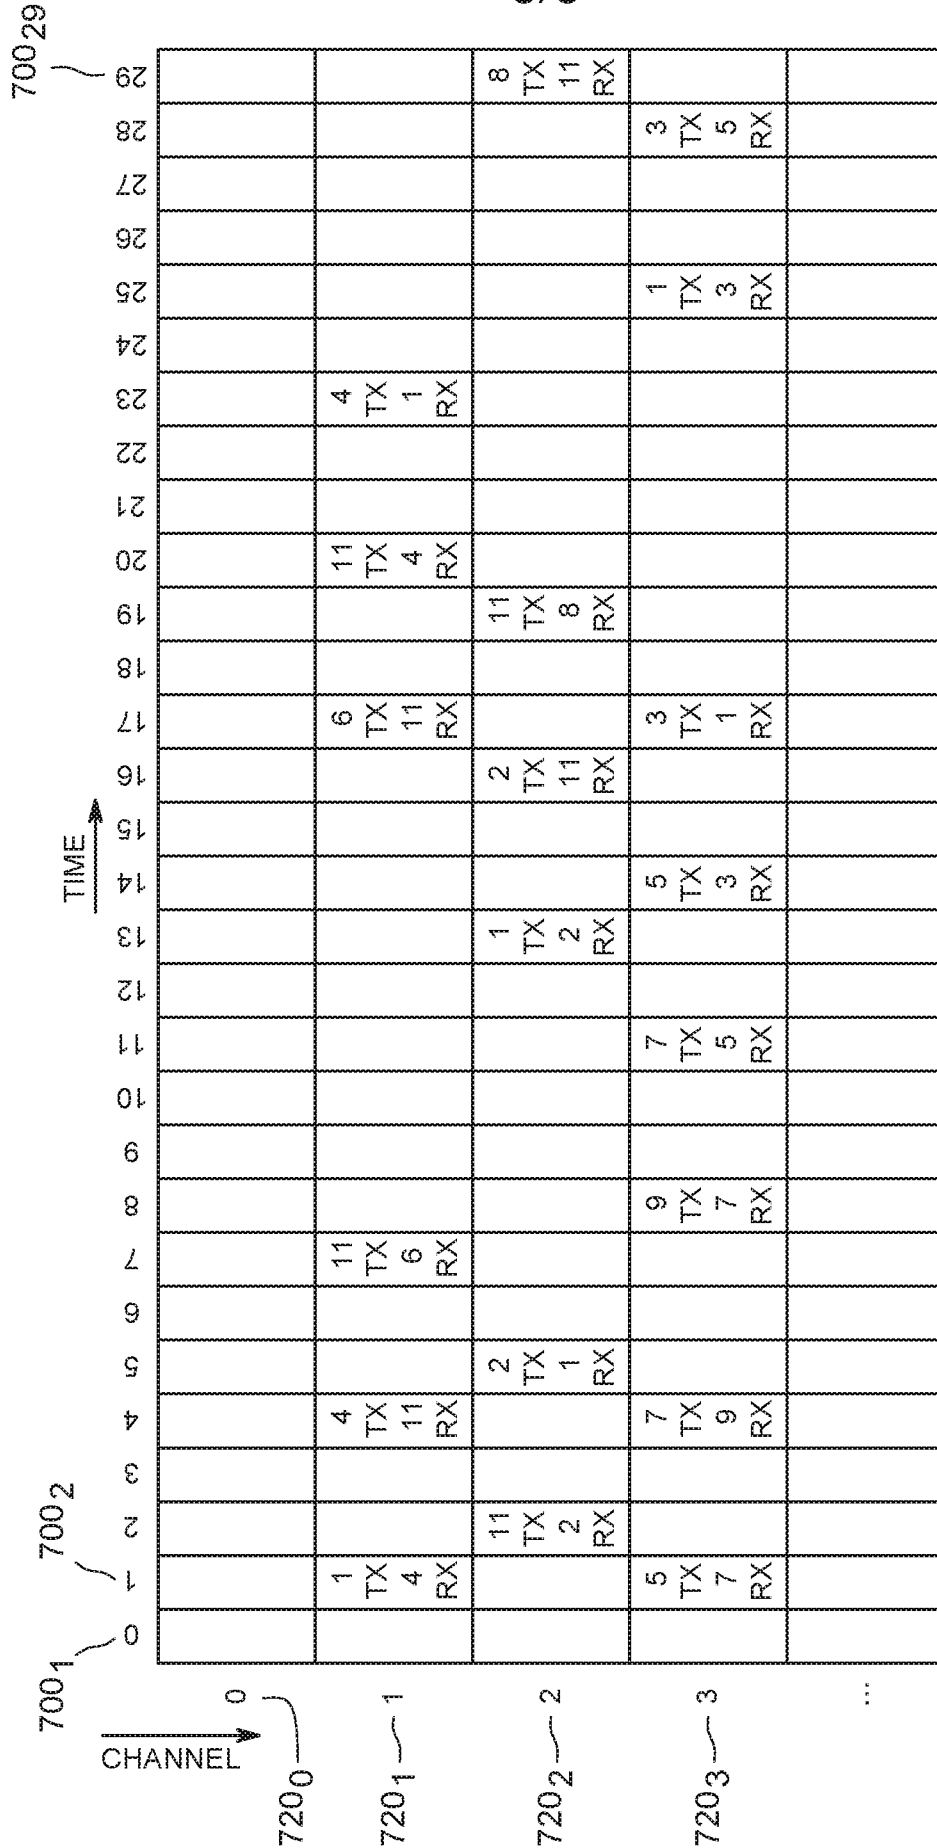 700₁
700₂
TIME
700₂₉
0 1 2 3 4 5 6 7 8 9 10 11 12 13 14 15 16 17 18 19 20 21 22 23 24 25 26 27 28 29
CHANNEL
720₀ 0
720₁ 1
1 4 11 6 11 4
TX TX TX TX TX TX
4 11 6 11 4 1
RX RX RX RX RX RX
720₂ 2
11 2 1 2 11 8
TX TX TX TX TX TX
2 1 2 11 8 11
RX RX RX RX RX RX
720₃ 3
5 7 9 7 5 3 1 3
TX TX TX TX TX TX TX TX
7 9 7 5 3 1 3 5
RX RX RX RX RX RX RX RX
...